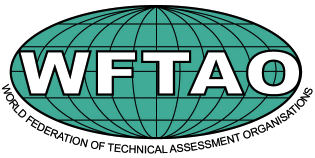 WFTAO
WORLD FEDERATION OF TECHNICAL ASSESSMENT ORGANISATIONS